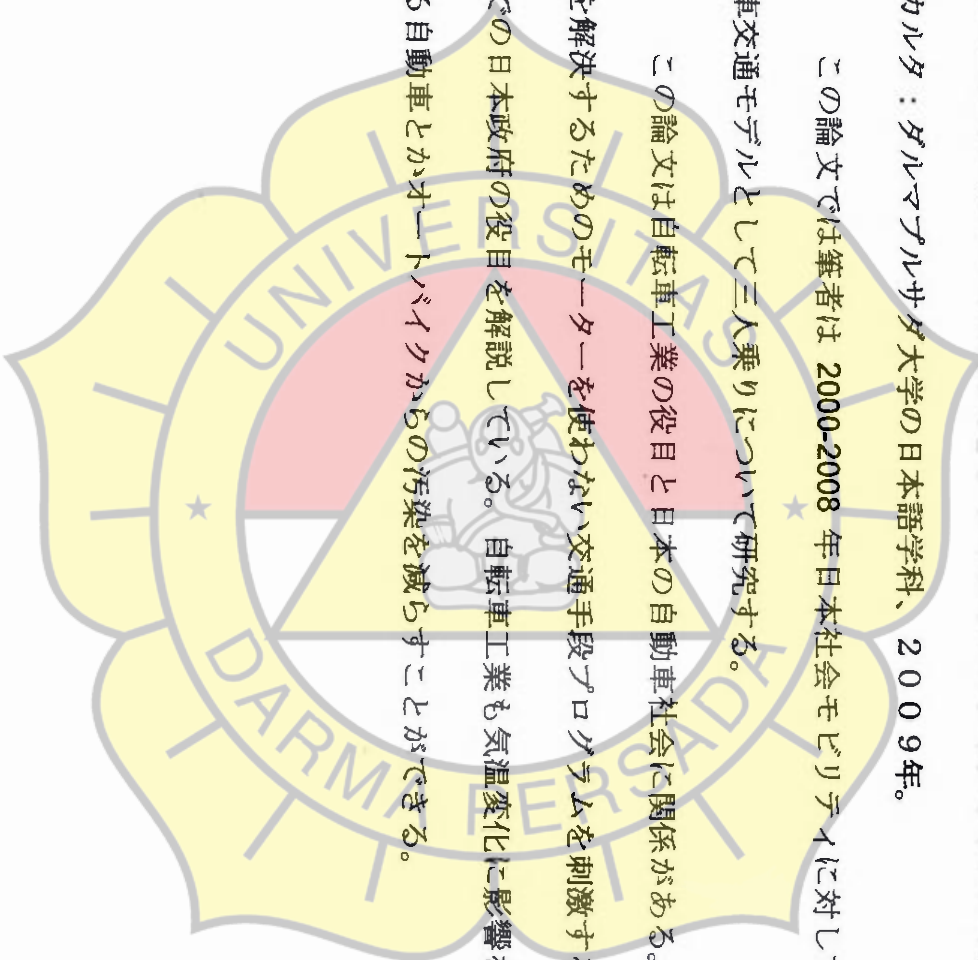 カルタ：ダルマプルサダ大学の日本語学科、２００９年。
この論文では筆者は 2000-2008 年日本社会モビリティに対し
車交通モデルとして三人乗りについて研究する。
この論文は自転車工業の役目と日本の自動車社会に関係がある。
を解決するためのモーターを使わない交通手段プログラムを刺激す
での日本政府の役目を解説している。自転車工業も気温変化に影響
る自動車とかオートバイクからの汚染を減らすことができる。
UNIVERSITAS
DARMA PERSADA